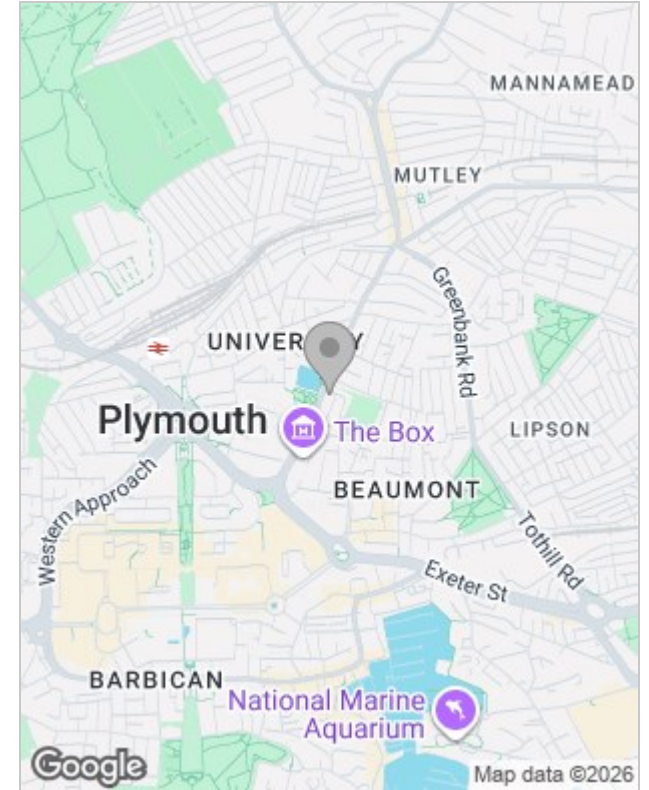 MANNAMEAD
MUTLEY
Greenbank Rd
UNIVERSITY
Plymouth
The Box
LIPSON
BEAUMONT
Western Approach
Tothill Rd
Exeter St
BARBICAN
National Marine
Aquarium
Google
Map data ©2026